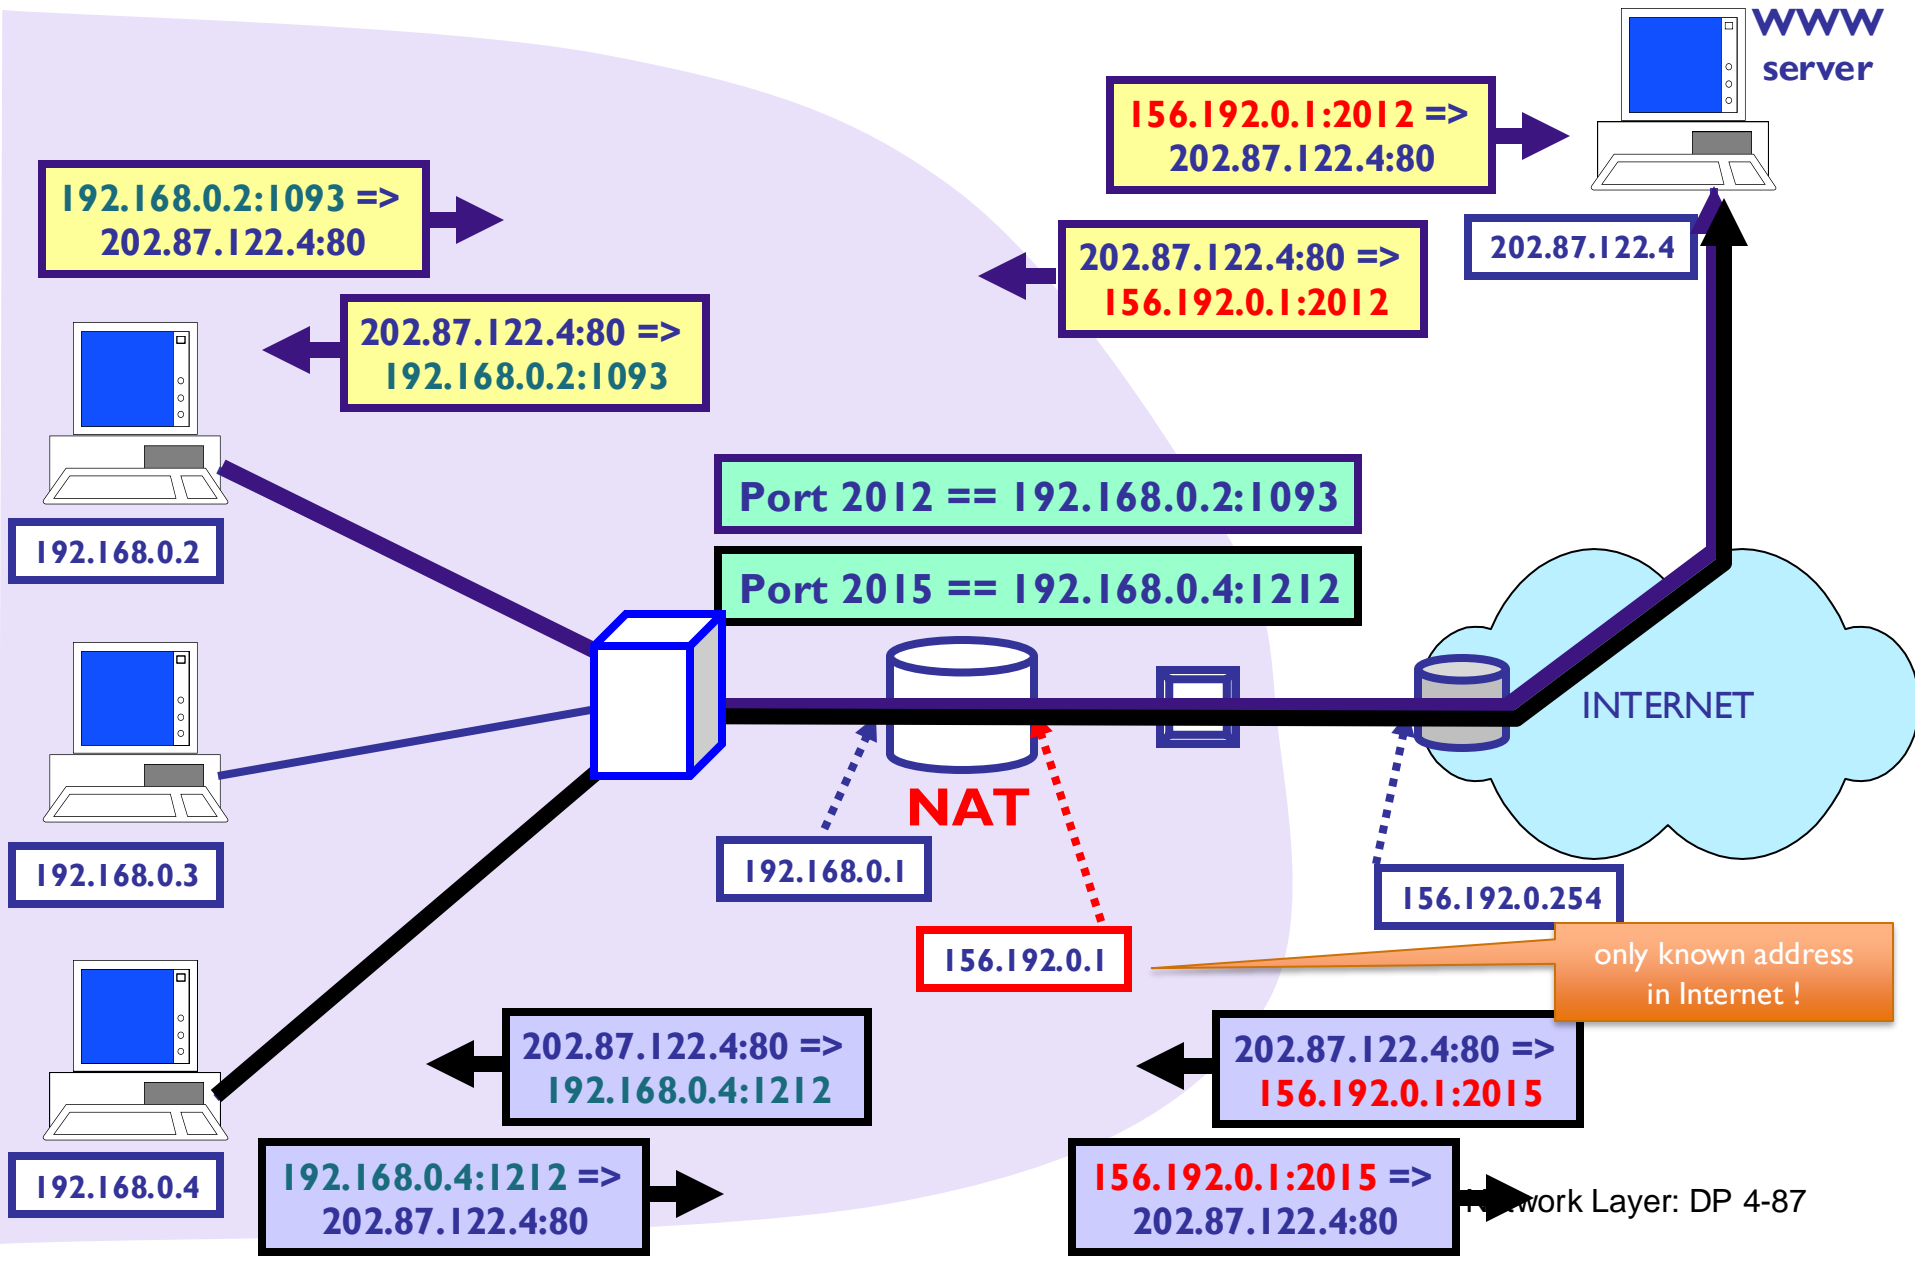 WWW
server
156.192.0.1:2012 =>
202.87.122.4:80
192.168.0.2:1093 =>
202.87.122.4:80
202.87.122.4:80 =>
156.192.0.1:2012
202.87.122.4
202.87.122.4:80 =>
192.168.0.2:1093
Port 2012 == 192.168.0.2:1093
192.168.0.2
Port 2015 == 192.168.0.4:1212
INTERNET
NAT
192.168.0.3
192.168.0.1
156.192.0.254
156.192.0.1
only known address
in Internet !
202.87.122.4:80 =>
192.168.0.4:1212
202.87.122.4:80 =>
156.192.0.1:2015
192.168.0.4
192.168.0.4:1212 =>
202.87.122.4:80
156.192.0.1:2015 =>
202.87.122.4:80
Layer: DP 4-87